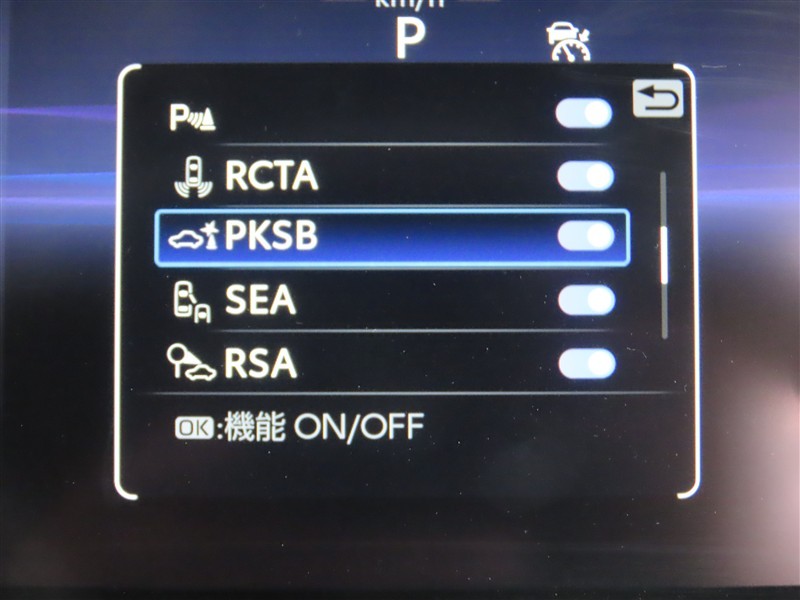 km/h
P
P
RCTA
PKSB
SEA
RSA
OK:機能 ON/OFF